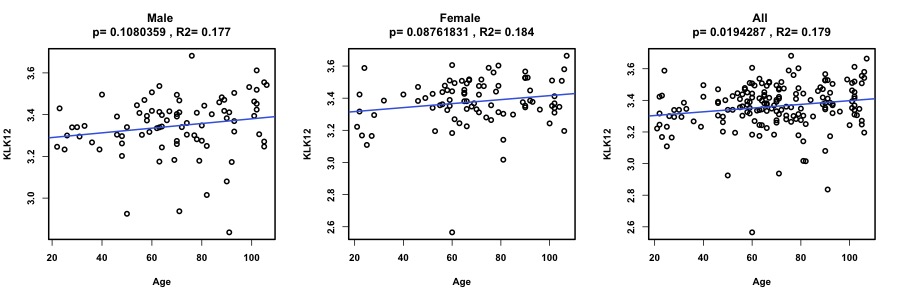 Male
p= 0.1080359 , R2= 0.177
KLK12
3.0 3.2 3.4 3.6
20 40 60 80 100
Age
Female
p= 0.08761831 , R2= 0.184
KLK12
2.6 2.8 3.0 3.2 3.4 3.6
20 40 60 80 100
Age
All
p= 0.0194287 , R2= 0.179
KLK12
2.6 2.8 3.0 3.2 3.4 3.6
20 40 60 80 100
Age